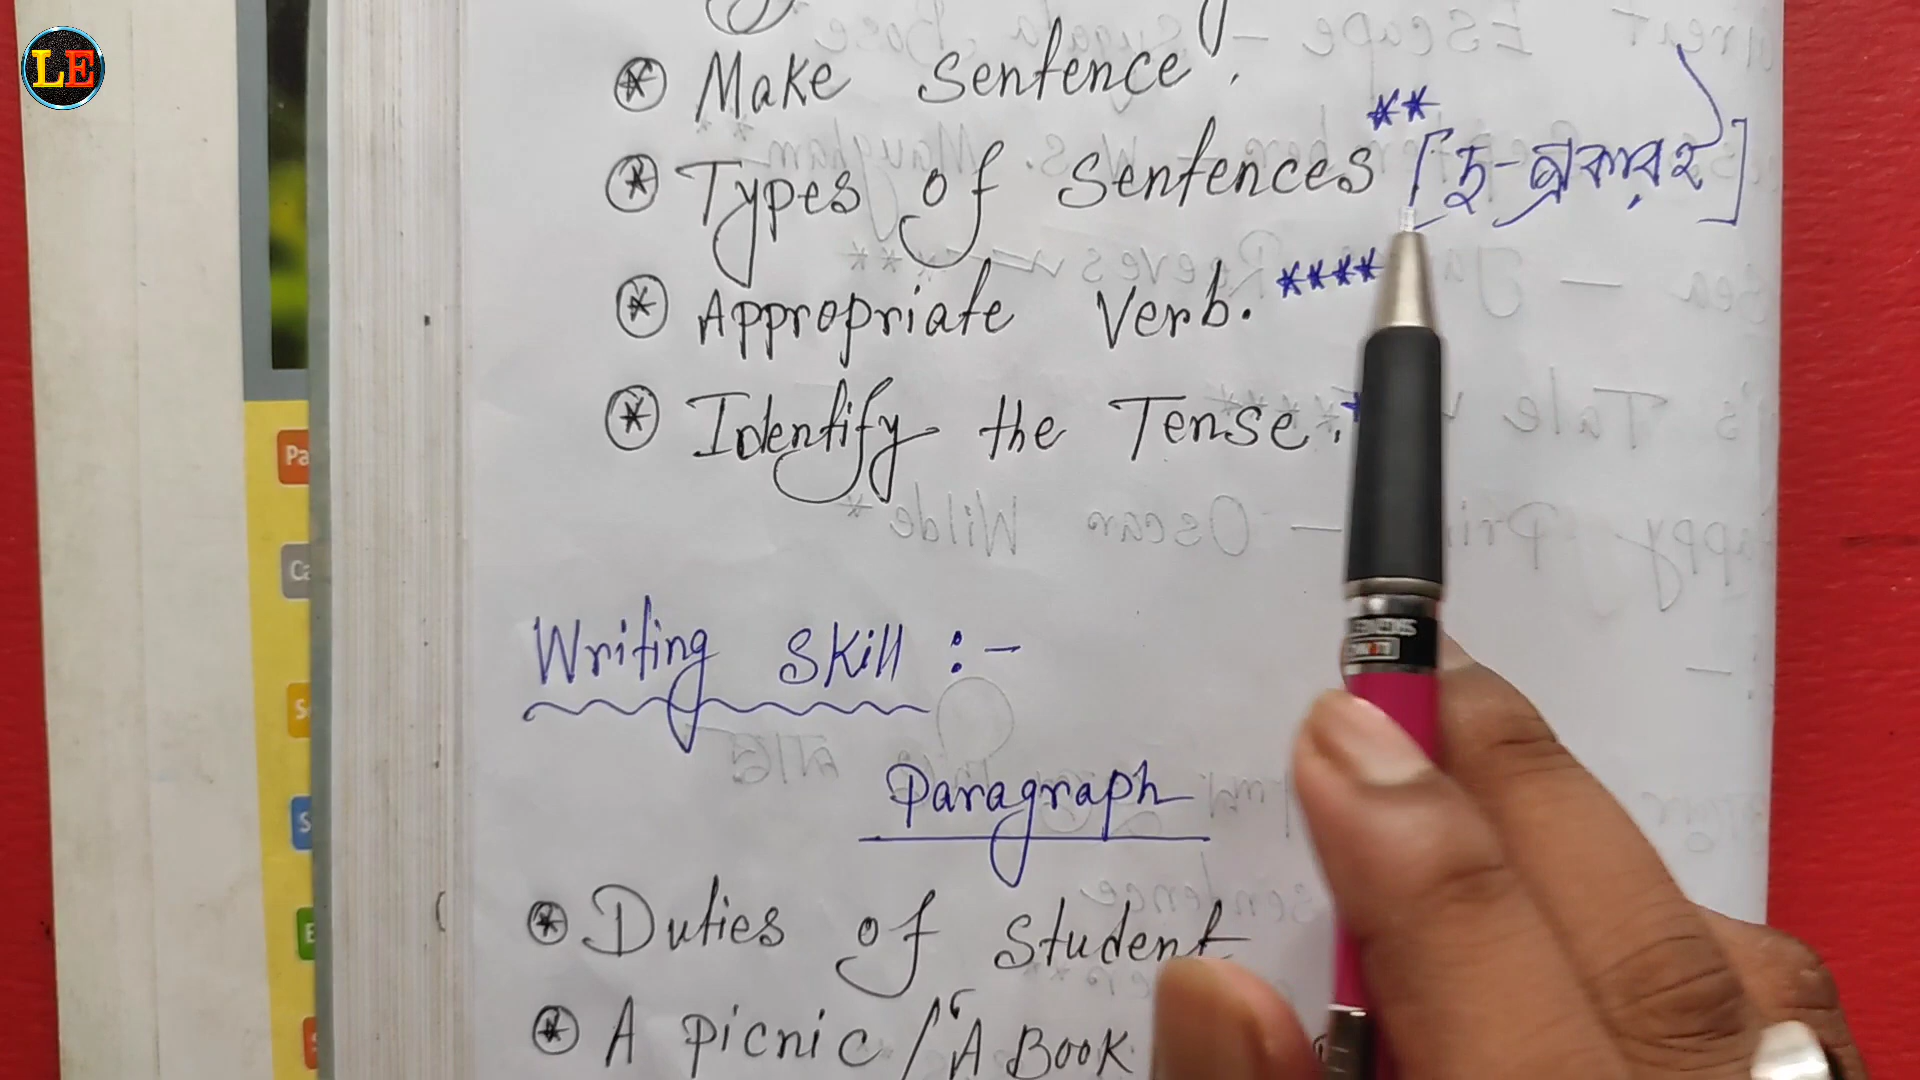 LE
⊛ Make Sentence.
⊛ Types of Sentences ** [দু-প্রকারই]
⊛ Appropriate Verb. ****
⊛ Identify the Tense.
Writing Skill :-
Paragraph
⊛ Duties of Student
⊛ A Picnic / A Book